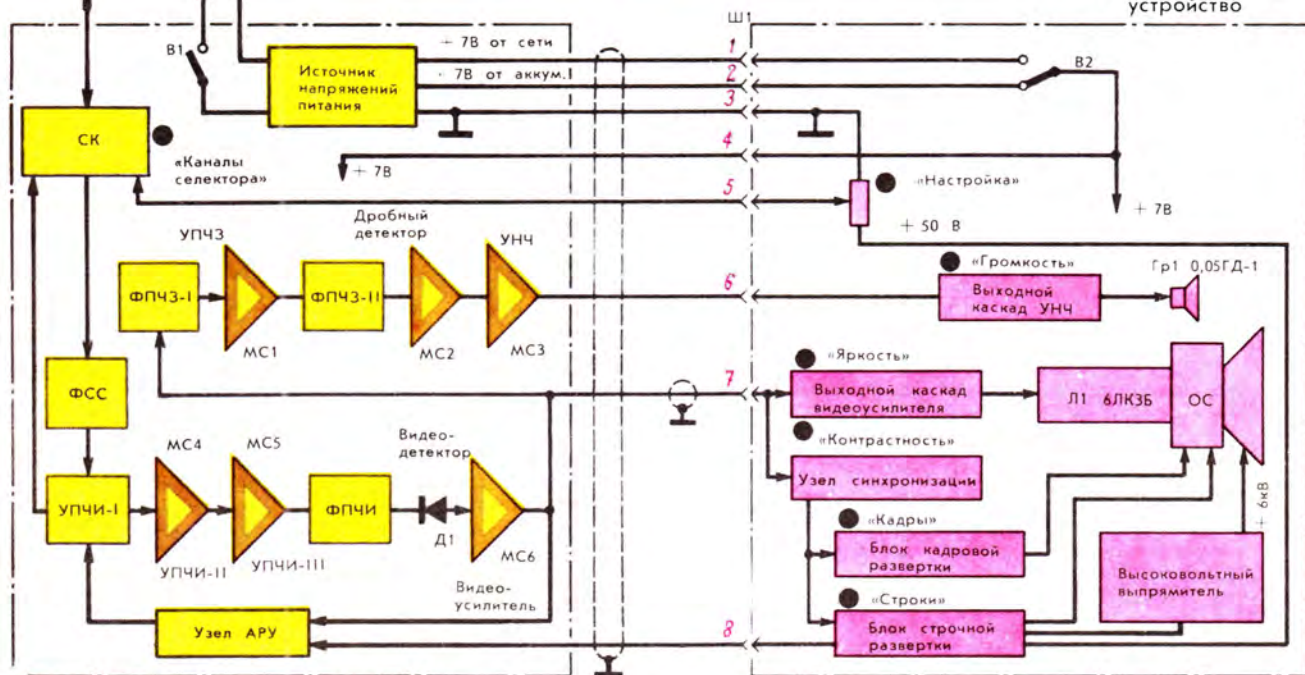 устройство
Ш1
В1
+ 7В от сети
1
+ 7В от аккум.
2
В2
Источник
напряжений
питания
3
СК
4
«Каналы
селектора»
+ 7В
5
«Настройка»
+ 7В
+ 50 В
Дробный
детектор
УПЧЗ
УНЧ
ФПЧЗ-I
ФПЧЗ-II
6
«Громкость»
Выходной
каскад УНЧ
Гр1 0,05ГД-1
МС1
МС2
МС3
«Яркость»
7
ФСС
Выходной каскад
видеоусилителя
Л1 6ЛК3Б
ОС
МС4
МС5
Видео-
детектор
«Контрастность»
УПЧИ-I
ФПЧИ
Д1
МС6
Узел синхронизации
+ 6кВ
УПЧИ-II
УПЧИ-III
«Кадры»
Блок кадровой
развертки
Высоковольтный
выпрямитель
Видео-
усилитель
«Строки»
Узел АРУ
8
Блок строчной
развертки